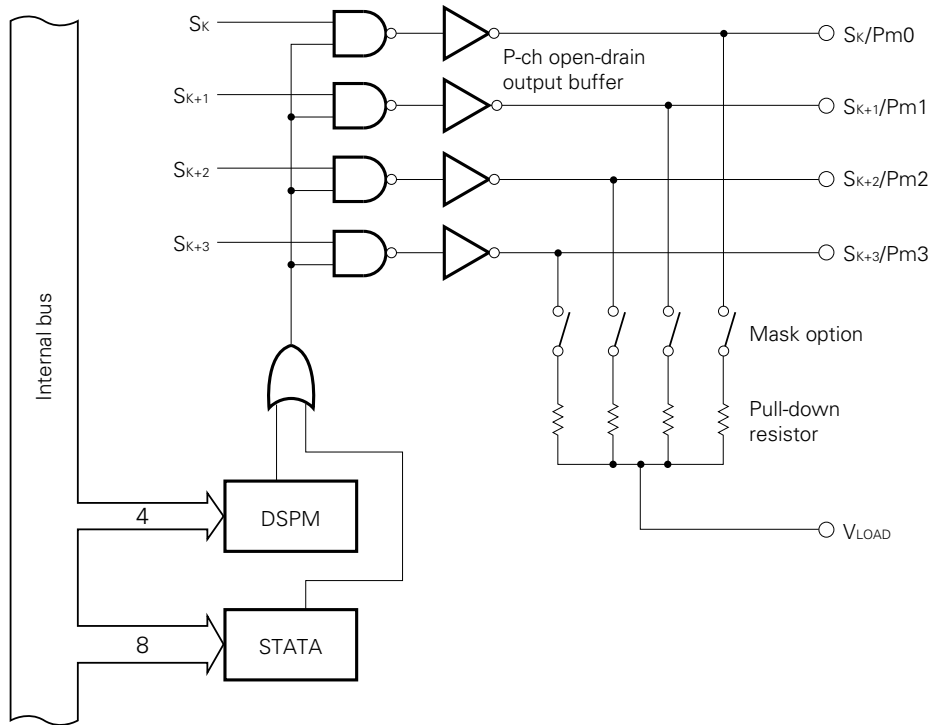 SK
SK/Pm0
P-ch open-drain
output buffer
SK+1
SK+1/Pm1
SK+2
SK+2/Pm2
SK+3
SK+3/Pm3
Internal bus
Mask option
Pull-down
resistor
4
DSPM
VLOAD
8
STATA